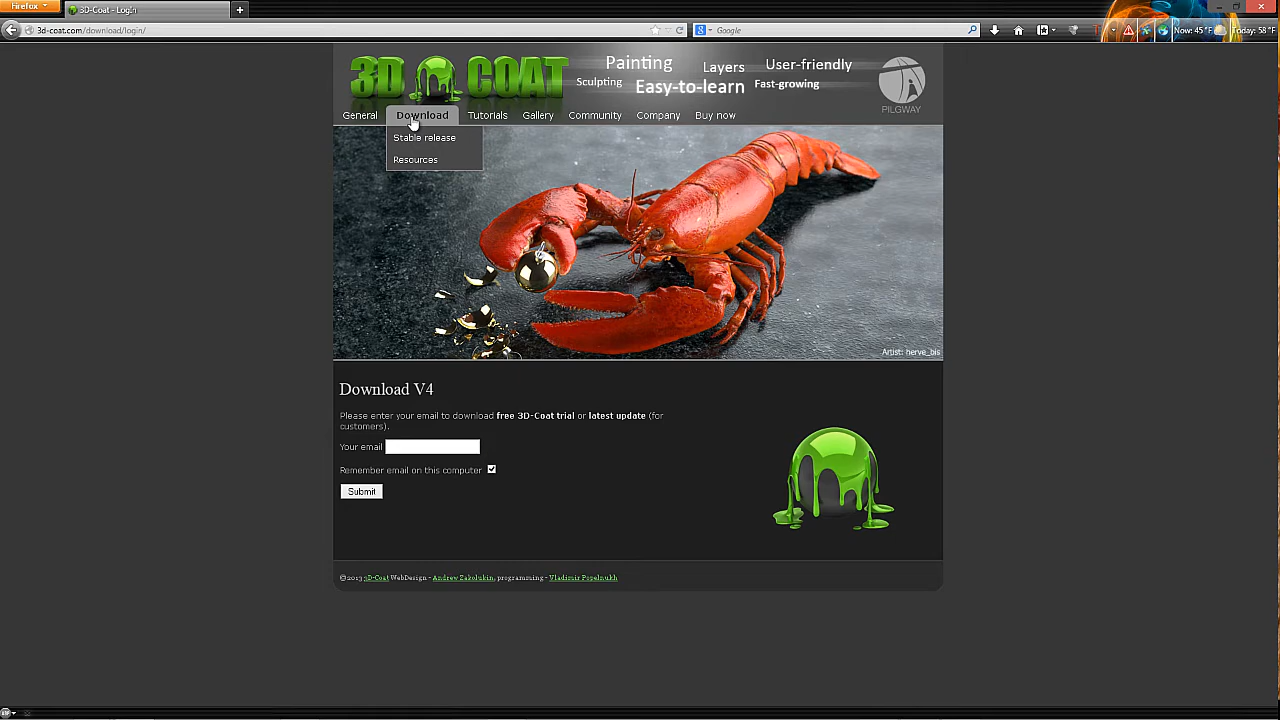 Firefox
3D-Coat - LogIn
3d-coat.com/download/login/
Google
Now: 45°F
Today: 58°F
3D COAT
Painting
Layers
User-friendly
Sculpting
Easy-to-learn
Fast-growing
PILGWAY
General
Download
Tutorials
Gallery
Community
Company
Buy now
Stable release
Resources
Artist: herve_bis
Download V4
Please enter your email to download free 3D-Coat trial or latest update (for
customers).
Your email
Remember email on this computer
Submit
© 2013 3D-Coat WebDesign - Andrew Zakolukin, programming - Vladimir Popelnukh